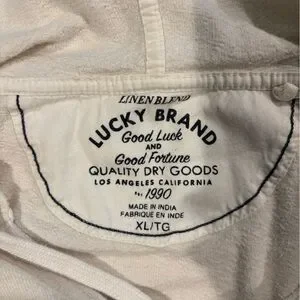 LINEN BLEND
LUCKY BRAND
Good Luck
AND
Good Fortune
QUALITY DRY GOODS
LOS ANGELES CALIFORNIA
EST. 1990
MADE IN INDIA
FABRIQUE EN INDE
XL/TG